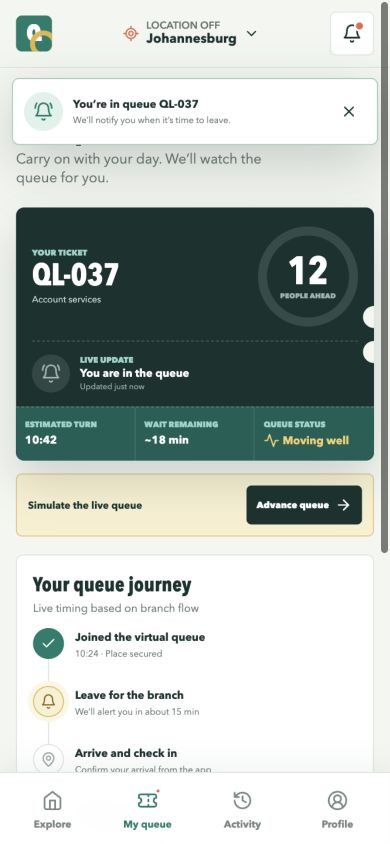 LOCATION OFF
Johannesburg
You're in queue QL-037
We'll notify you when it's time to leave.
Carry on with your day. We'll watch the
queue for you.
YOUR TICKET
QL-037
Account services
12
PEOPLE AHEAD
LIVE UPDATE
You are in the queue
Updated just now
ESTIMATED TURN
10:42
WAIT REMAINING
~18 min
QUEUE STATUS
Moving well
Simulate the live queue
Advance queue
Your queue journey
Live timing based on branch flow
Joined the virtual queue
10:24 · Place secured
Leave for the branch
We'll alert you in about 15 min
Arrive and check in
Confirm your arrival from the app
Explore
My queue
Activity
Profile